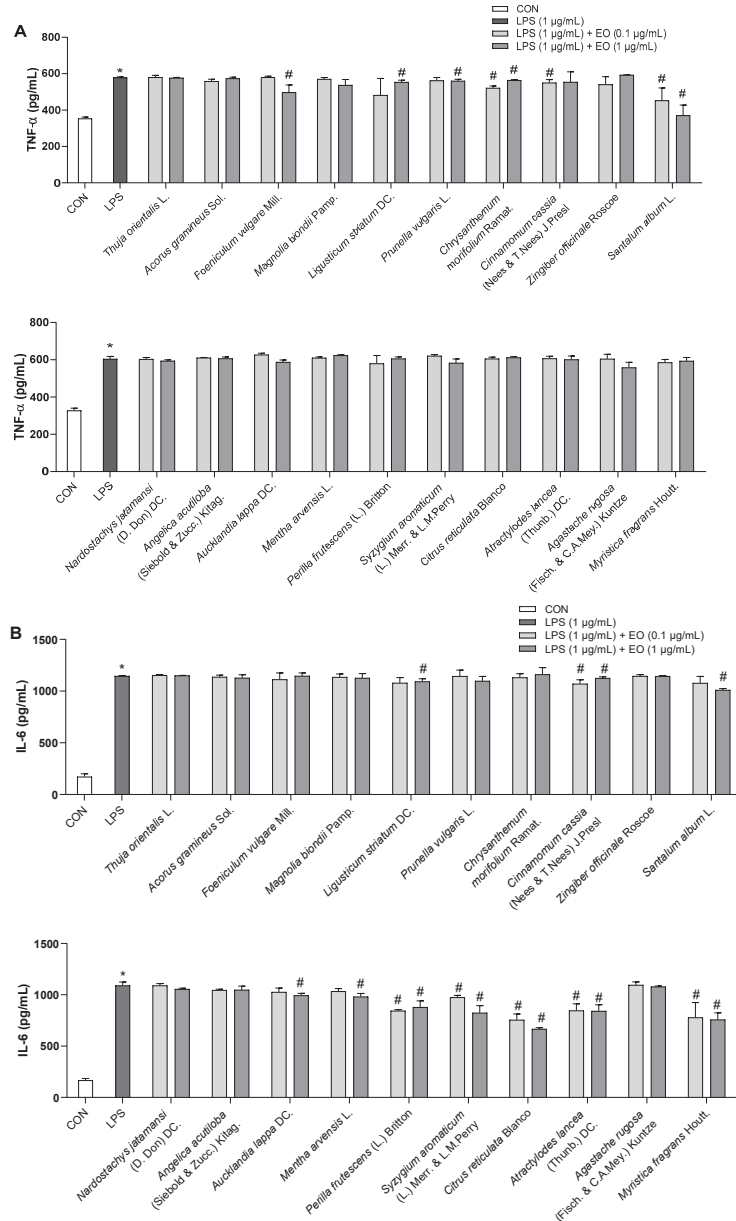 A
CON
LPS (1 µg/mL)
LPS (1 µg/mL) + EO (0.1 µg/mL)
LPS (1 µg/mL) + EO (1 µg/mL)
TNF-α (pg/mL)
800
600
400
200
0
*
#
#
#
#
#
#
#
#
CON
LPS
Thuja orientalis L.
Acorus gramineus Sol.
Foeniculum vulgare Mill.
Magnolia biondii Pamp.
Ligusticum striatum DC.
Prunella vulgaris L.
Chrysanthemum
morifolium Ramat.
Cinnamomum cassia
(Nees & T.Nees) J.Presl
Zingiber officinale Roscoe
Santalum album L.
TNF-α (pg/mL)
800
600
400
200
0
*
CON
LPS
Nardostachys jatamansi
(D. Don) DC.
Angelica acutiloba
(Siebold & Zucc.) Kitag.
Aucklandia lappa DC.
Mentha arvensis L.
Perilla frutescens (L.) Britton
Syzygium aromaticum
(L.) Merr. & L.M.Perry
Citrus reticulata Blanco
Atractylodes lancea
(Thunb.) DC.
Agastache rugosa
(Fisch. & C.A.Mey.) Kuntze
Myristica fragrans Houtt.
B
CON
LPS (1 µg/mL)
LPS (1 µg/mL) + EO (0.1 µg/mL)
LPS (1 µg/mL) + EO (1 µg/mL)
IL-6 (pg/mL)
1500
1000
500
0
*
#
#
#
#
CON
LPS
Thuja orientalis L.
Acorus gramineus Sol.
Foeniculum vulgare Mill.
Magnolia biondii Pamp.
Ligusticum striatum DC.
Prunella vulgaris L.
Chrysanthemum
morifolium Ramat.
Cinnamomum cassia
(Nees & T.Nees) J.Presl
Zingiber officinale Roscoe
Santalum album L.
IL-6 (pg/mL)
1500
1000
500
0
*
#
#
#
#
#
#
#
#
#
#
#
#
CON
LPS
Nardostachys jatamansi
(D. Don) DC.
Angelica acutiloba
(Siebold & Zucc.) Kitag.
Aucklandia lappa DC.
Mentha arvensis L.
Perilla frutescens (L.) Britton
Syzygium aromaticum
(L.) Merr. & L.M.Perry
Citrus reticulata Blanco
Atractylodes lancea
(Thunb.) DC.
Agastache rugosa
(Fisch. & C.A.Mey.) Kuntze
Myristica fragrans Houtt.